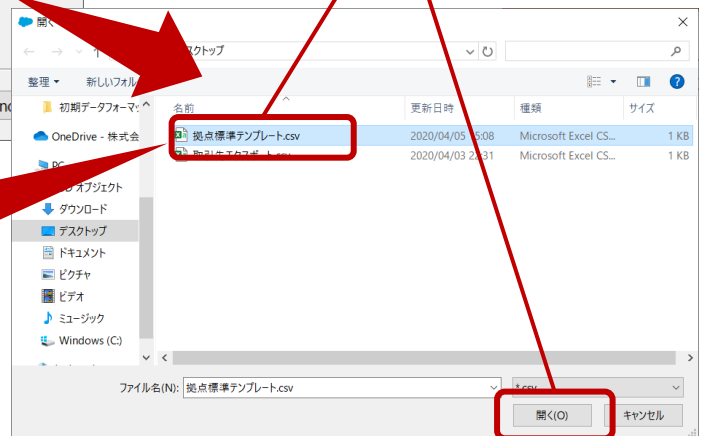 開く
クトップ
整理
新しいフォル
名前
更新日時
種類
サイズ
拠点標準テンプレート.csv
2020/04/05
5:08
Microsoft Excel CS...
1 KB
2020/04/03 2
:31
Microsoft Excel CS...
1 KB
初期データフォーマッ
OneDrive - 株式会
PC
D オブジェクト
ダウンロード
デスクトップ
ドキュメント
ピクチャ
ビデオ
ミュージック
Windows (C:)
ファイル名(N):
拠点標準テンプレート.csv
*.csv
開く(O)
キャンセル